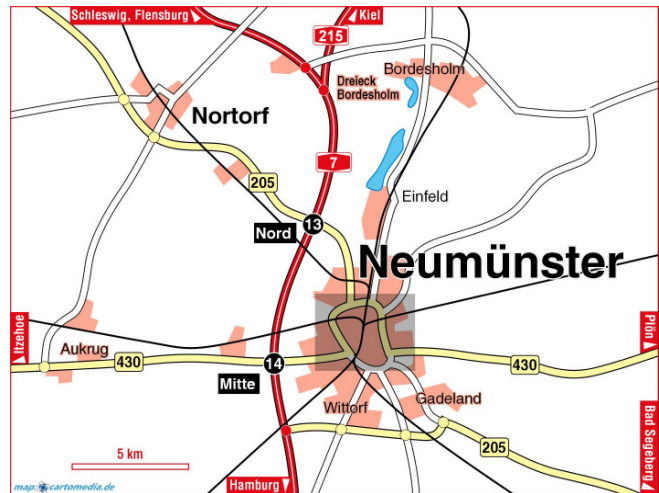 Schleswig, Flensburg
Kiel
215
Bordesholm
Dreieck
Bordesholm
Nortorf
7
205
Einfeld
13
Nord
Neumünster
Itzehoe
Plön
Aukrug
430
14
430
Mitte
Gadeland
Wittorf
Bad Segeberg
205
5 km
Hamburg
map: cartomedia.de